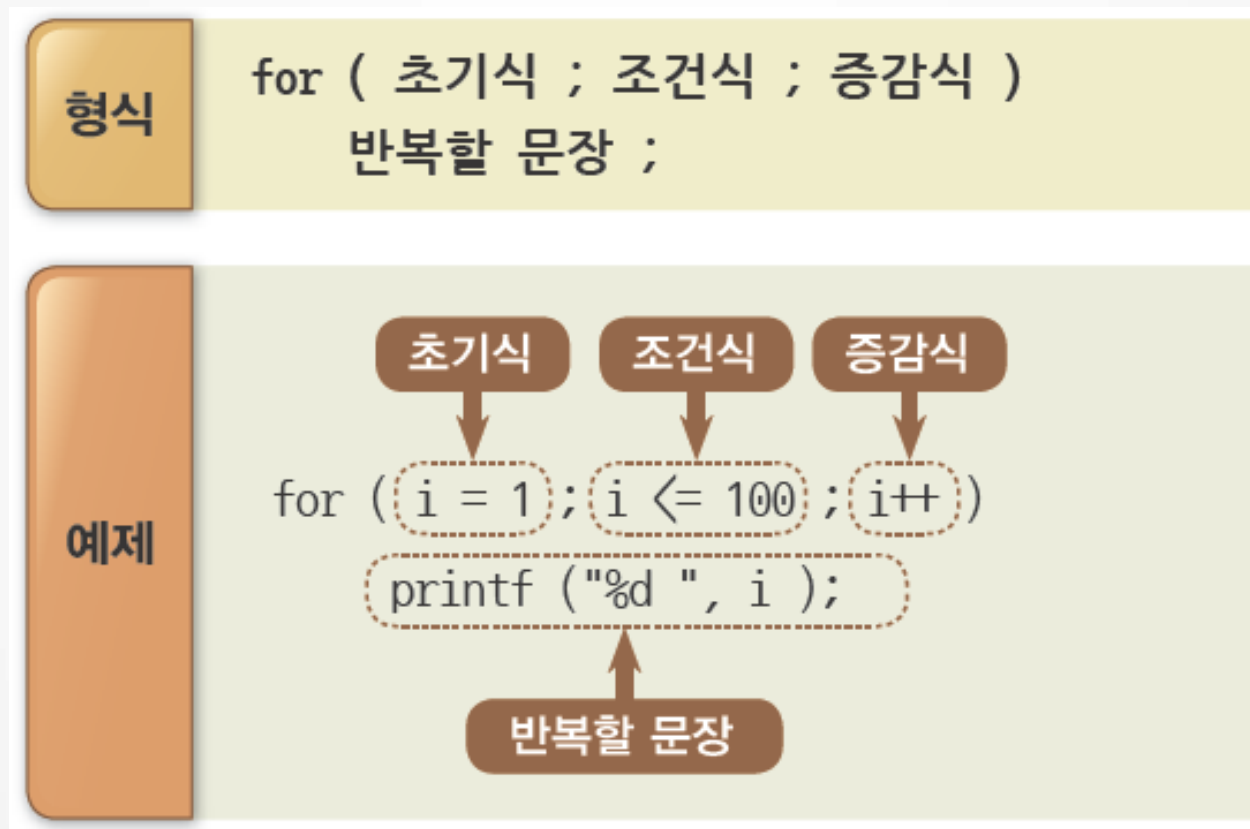 형식
for ( 초기식 ; 조건식 ; 증감식 )
반복할 문장 ;
예제
초기식 조건식 증감식
for ( i = 1 ; i <= 100 ; i++ )
printf ("%d ", i );
반복할 문장